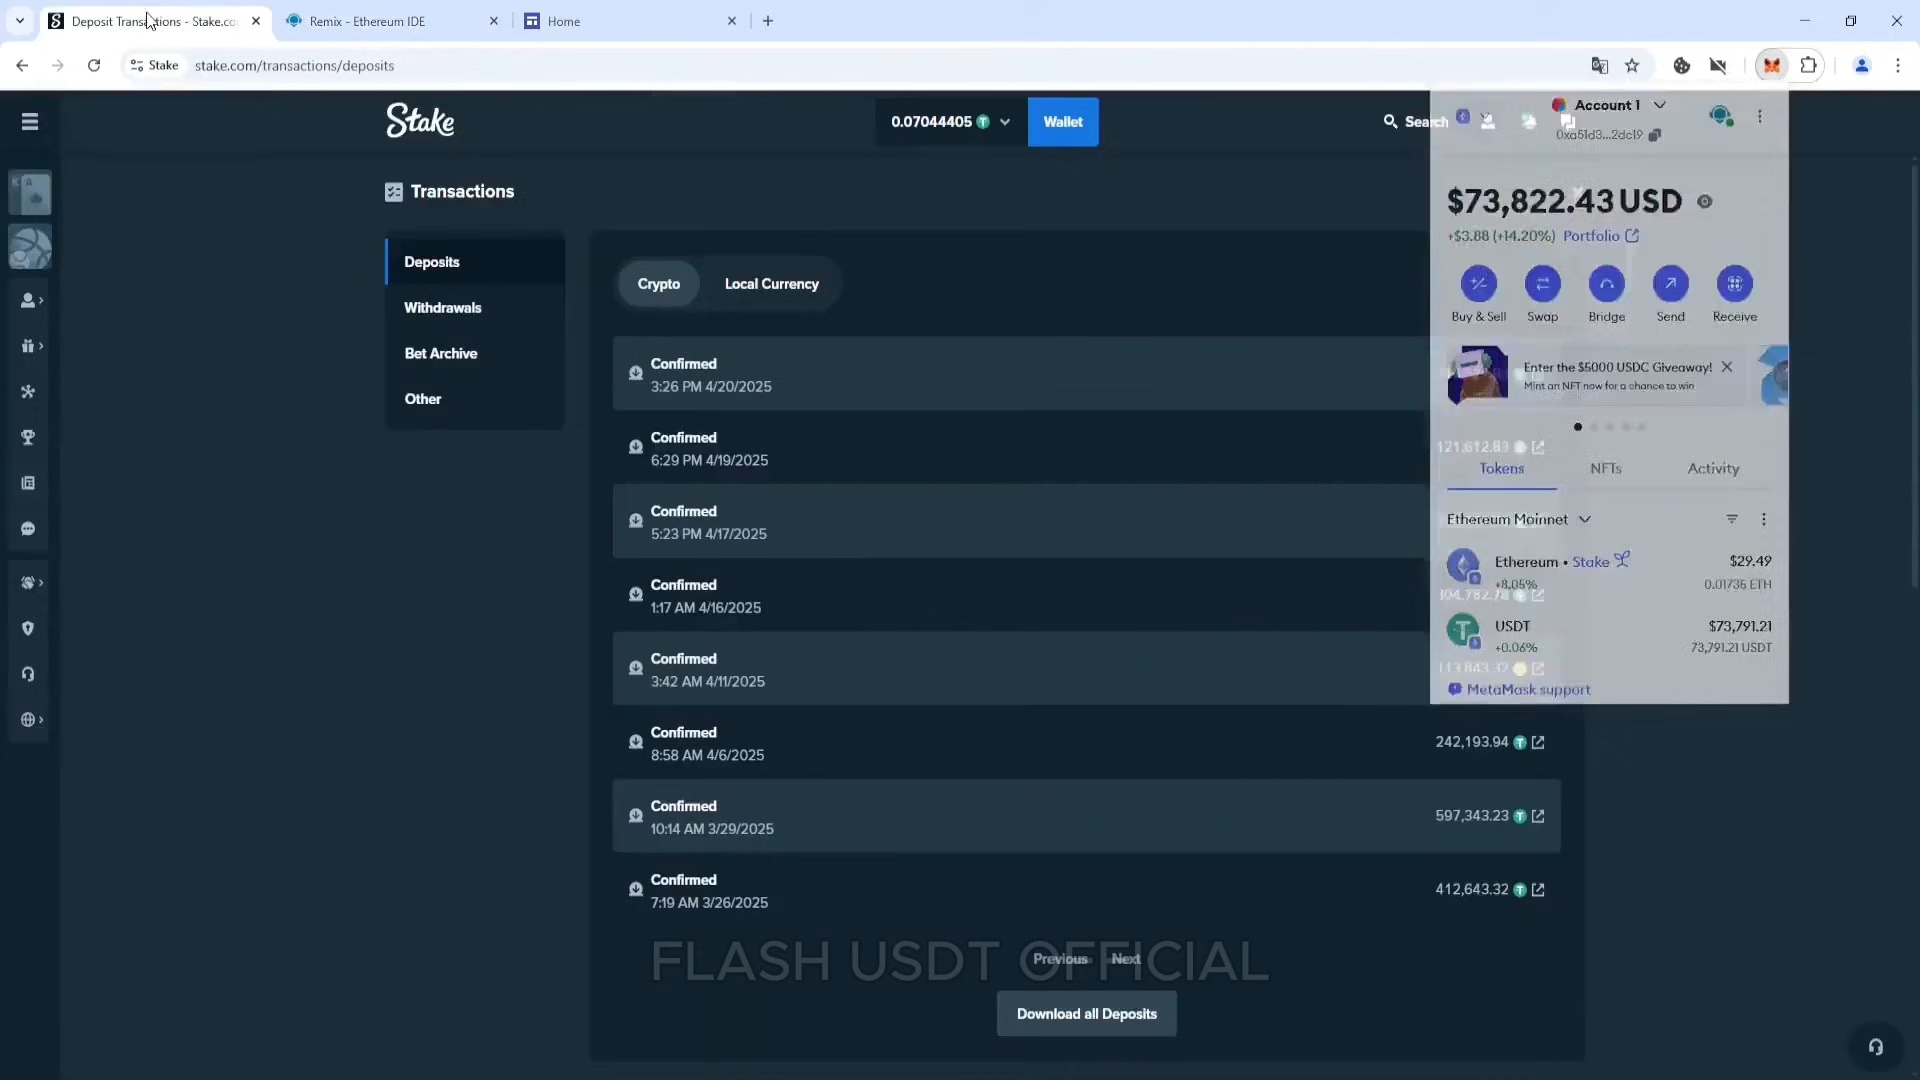 Deposit Transactions - Stake.co
Remix - Ethereum IDE
Home
Stake
stake.com/transactions/deposits
Stake
0.07044405
Wallet
Search
Account 1
0xa51d3...2dc19
Transactions
$73,822.43 USD
+$3.88 (+14.20%) Portfolio
Deposits
Withdrawals
Bet Archive
Other
Crypto
Local Currency
Buy & Sell
Swap
Bridge
Send
Receive
Enter the $5000 USDC Giveaway!
Mint an NFT now for a chance to win
Confirmed
3:26 PM 4/20/2025
Confirmed
6:29 PM 4/19/2025
121,612.83
Tokens
NFTs
Activity
Confirmed
5:23 PM 4/17/2025
Ethereum Mainnet
Ethereum • Stake
$29.49
+8.05%
0.01735 ETH
Confirmed
1:17 AM 4/16/2025
USDT
$73,791.21
+0.06%
73,791.21 USDT
Confirmed
3:42 AM 4/11/2025
MetaMask support
Confirmed
8:58 AM 4/6/2025
242,193.94
Confirmed
10:14 AM 3/29/2025
597,343.23
Confirmed
7:19 AM 3/26/2025
412,643.32
FLASH USDT OFFICIAL
Previous
Next
Download all Deposits